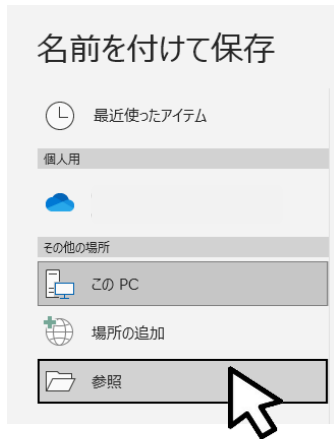 名前を付けて保存
最近使ったアイテム
個人用
その他の場所
この PC
場所の追加
参照